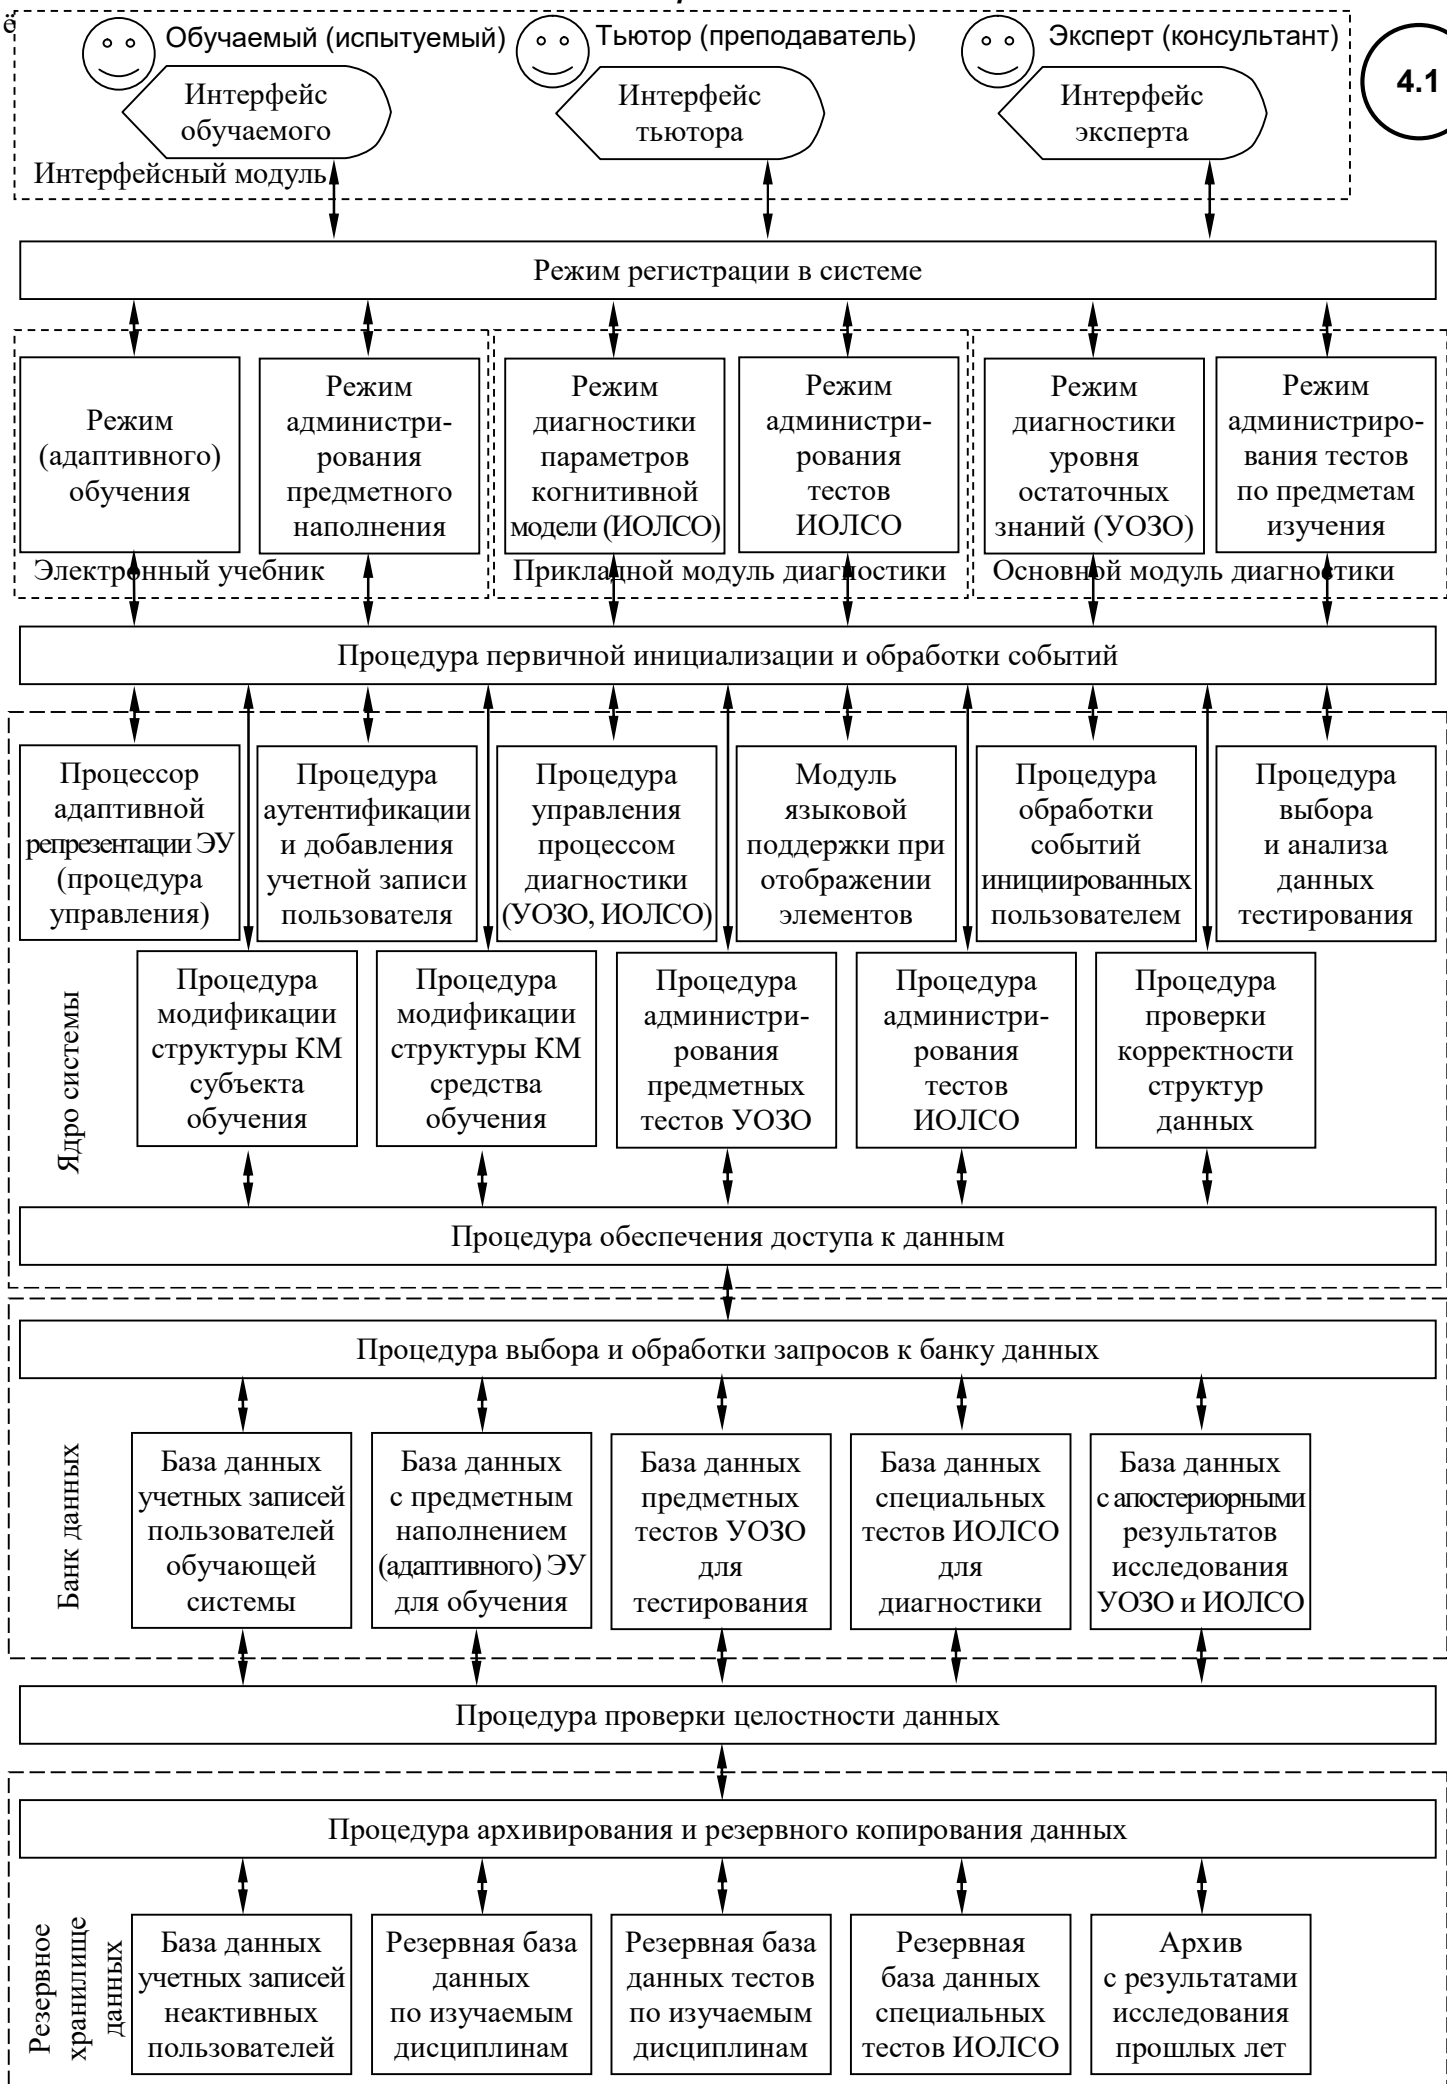 ё
Обучаемый (испытуемый)
Тьютор (преподаватель)
Эксперт (консультант)
4.1
Интерфейс
обучаемого
Интерфейс
тьютора
Интерфейс
эксперта
Интерфейсный модуль
Режим регистрации в системе
Режим
(адаптивного)
обучения
Режим
администри-
рования
предметного
наполнения
Режим
диагностики
параметров
когнитивной
модели (ИОЛСО)
Режим
администри-
рования
тестов
ИОЛСО
Режим
диагностики
уровня
остаточных
знаний (УОЗО)
Режим
администриро-
вания тестов
по предметам
изучения
Электронный учебник
Прикладной модуль диагностики
Основной модуль диагностики
Процедура первичной инициализации и обработки событий
Процессор
адаптивной
репрезентации ЭУ
(процедура
управления)
Процедура
аутентификации
и добавления
учетной записи
пользователя
Процедура
управления
процессом
диагностики
(УОЗО, ИОЛСО)
Модуль
языковой
поддержки при
отображении
элементов
Процедура
обработки
событий
инициированных
пользователем
Процедура
выбора
и анализа
данных
тестирования
Ядро системы
Процедура
модификации
структуры КМ
субъекта
обучения
Процедура
модификации
структуры КМ
средства
обучения
Процедура
администри-
рования
предметных
тестов УОЗО
Процедура
администри-
рования
тестов
ИОЛСО
Процедура
проверки
корректности
структур
данных
Процедура обеспечения доступа к данным
Процедура выбора и обработки запросов к банку данных
Банк данных
База данных
учетных записей
пользователей
обучающей
системы
База данных
с предметным
наполнением
(адаптивного) ЭУ
для обучения
База данных
предметных
тестов УОЗО
для
тестирования
База данных
специальных
тестов ИОЛСО
для
диагностики
База данных
с апостериорными
результатов
исследования
УОЗО и ИОЛСО
Процедура проверки целостности данных
Процедура архивирования и резервного копирования данных
Резервное
хранилище
данных
База данных
учетных записей
неактивных
пользователей
Резервная база
данных
по изучаемым
дисциплинам
Резервная база
данных тестов
по изучаемым
дисциплинам
Резервная
база данных
специальных
тестов ИОЛСО
Архив
с результатами
исследования
прошлых лет